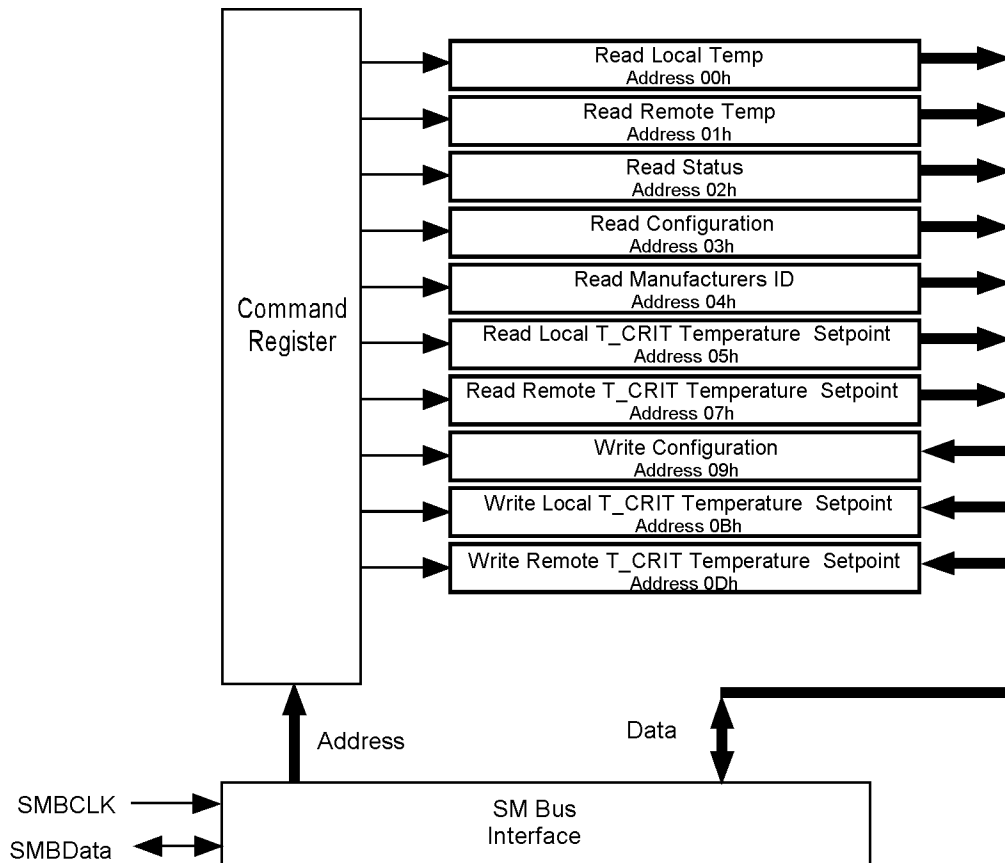 Read Local Temp
Address 00h
Read Remote Temp
Address 01h
Read Status
Address 02h
Read Configuration
Address 03h
Read Manufacturers ID
Address 04h
Command
Register
Read Local T_CRIT Temperature Setpoint
Address 05h
Read Remote T_CRIT Temperature Setpoint
Address 07h
Write Configuration
Address 09h
Write Local T_CRIT Temperature Setpoint
Address 0Bh
Write Remote T_CRIT Temperature Setpoint
Address 0Dh
Address
Data
SMBCLK
SMBData
SM Bus
Interface